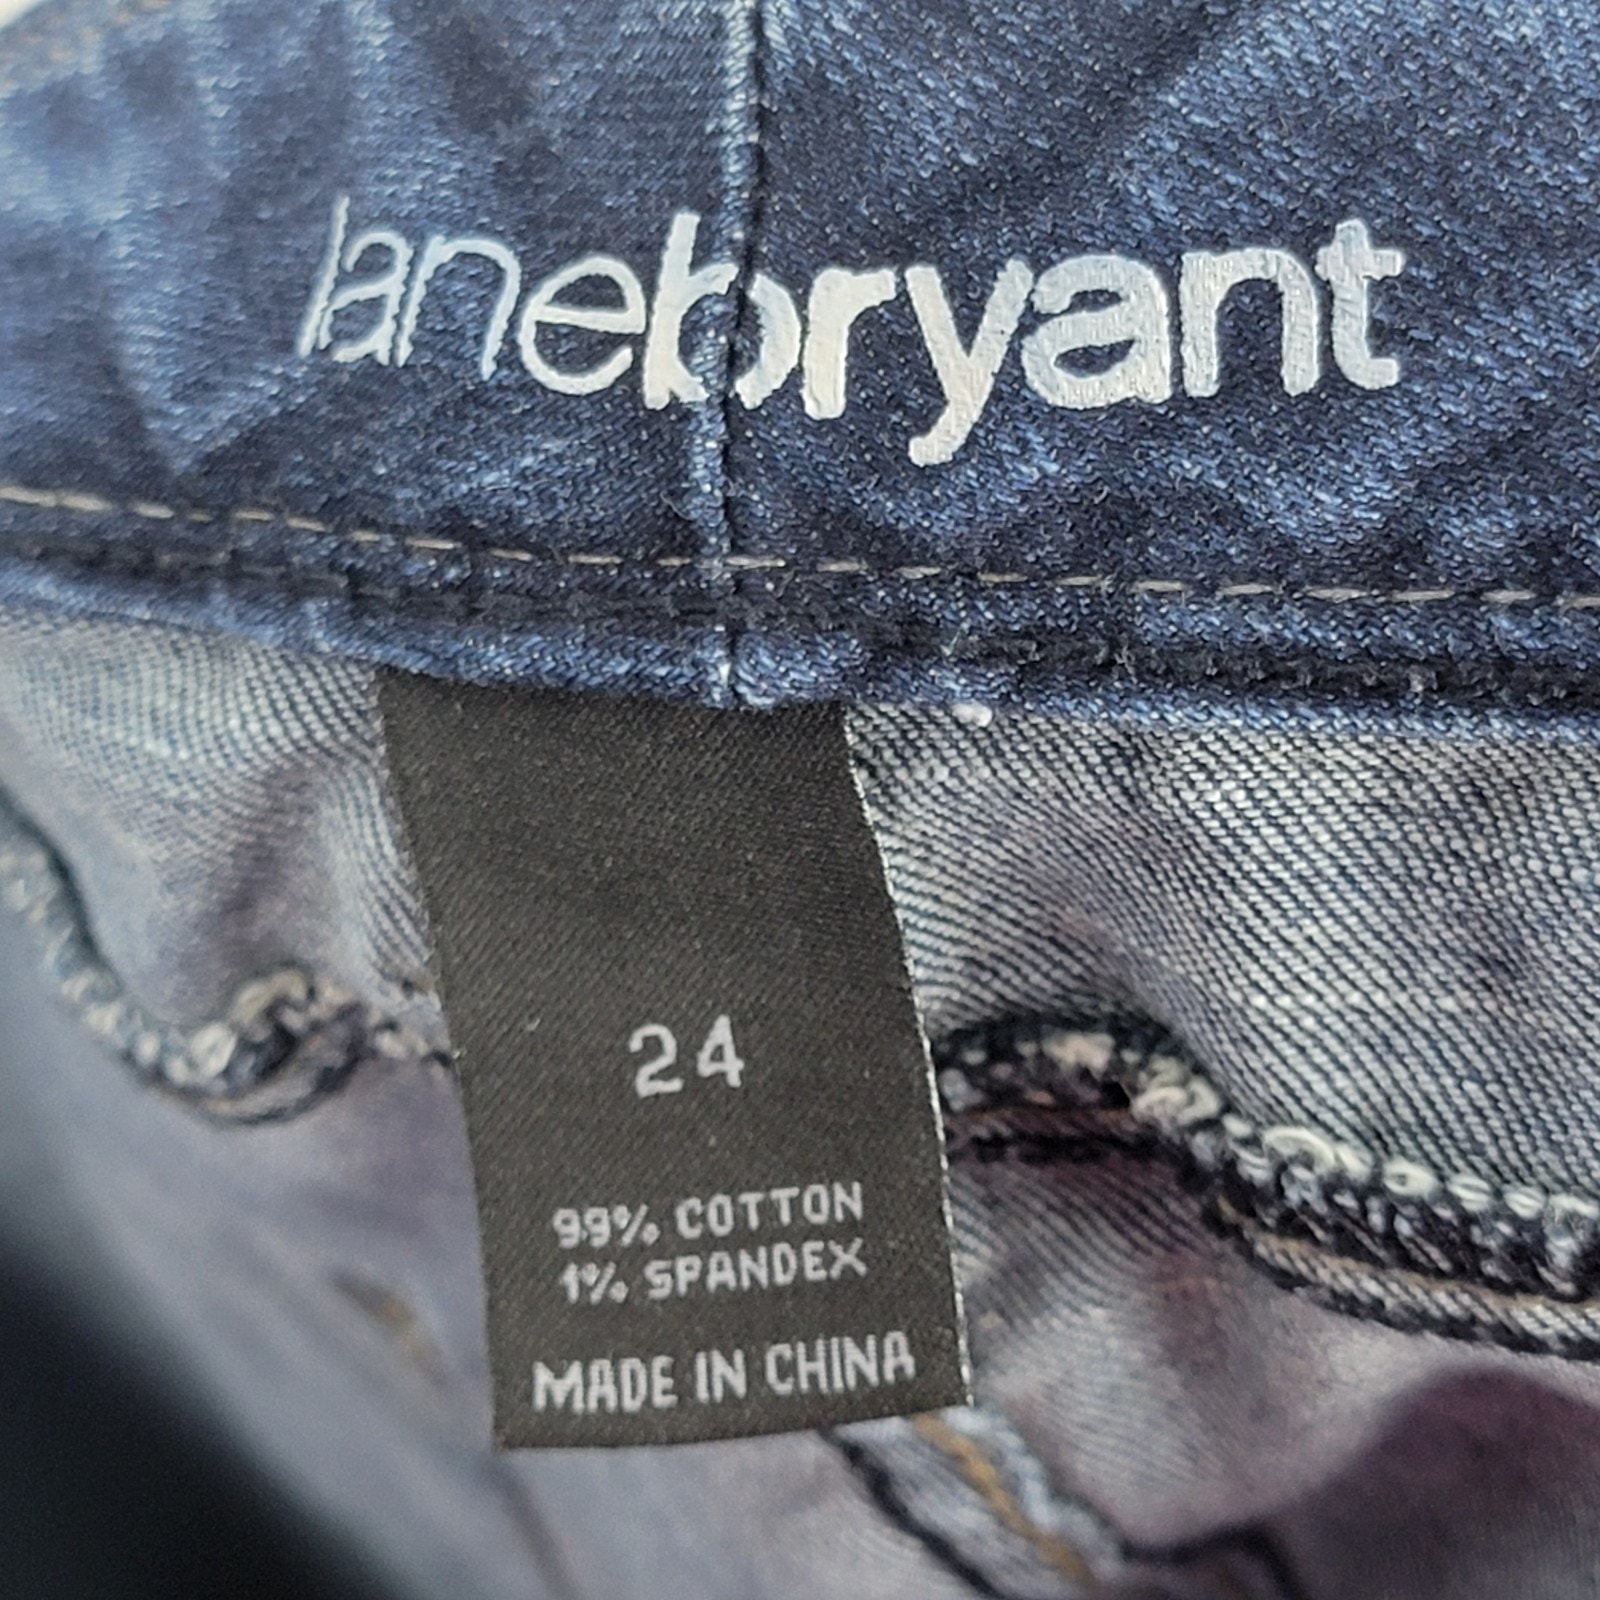 lanebryant
24
99% COTTON
1% SPANDEX
MADE IN CHINA